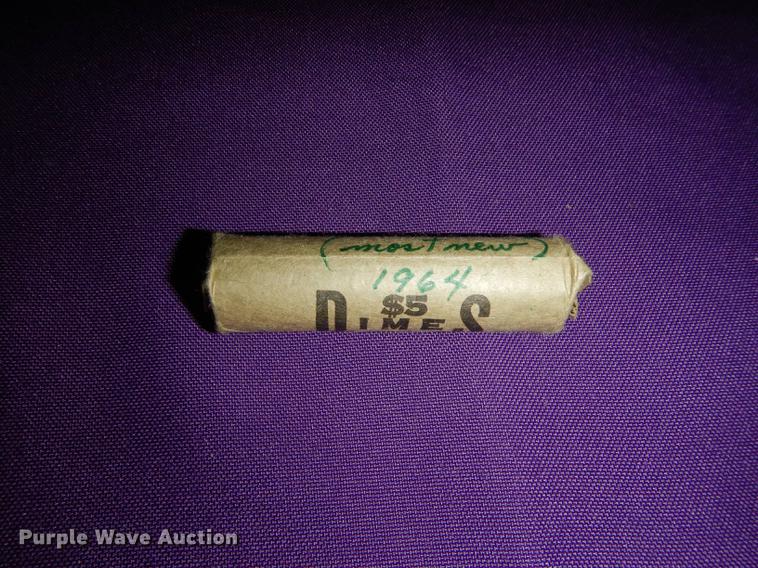 (most new)
1964
$5
DIMES
Purple Wave Auction